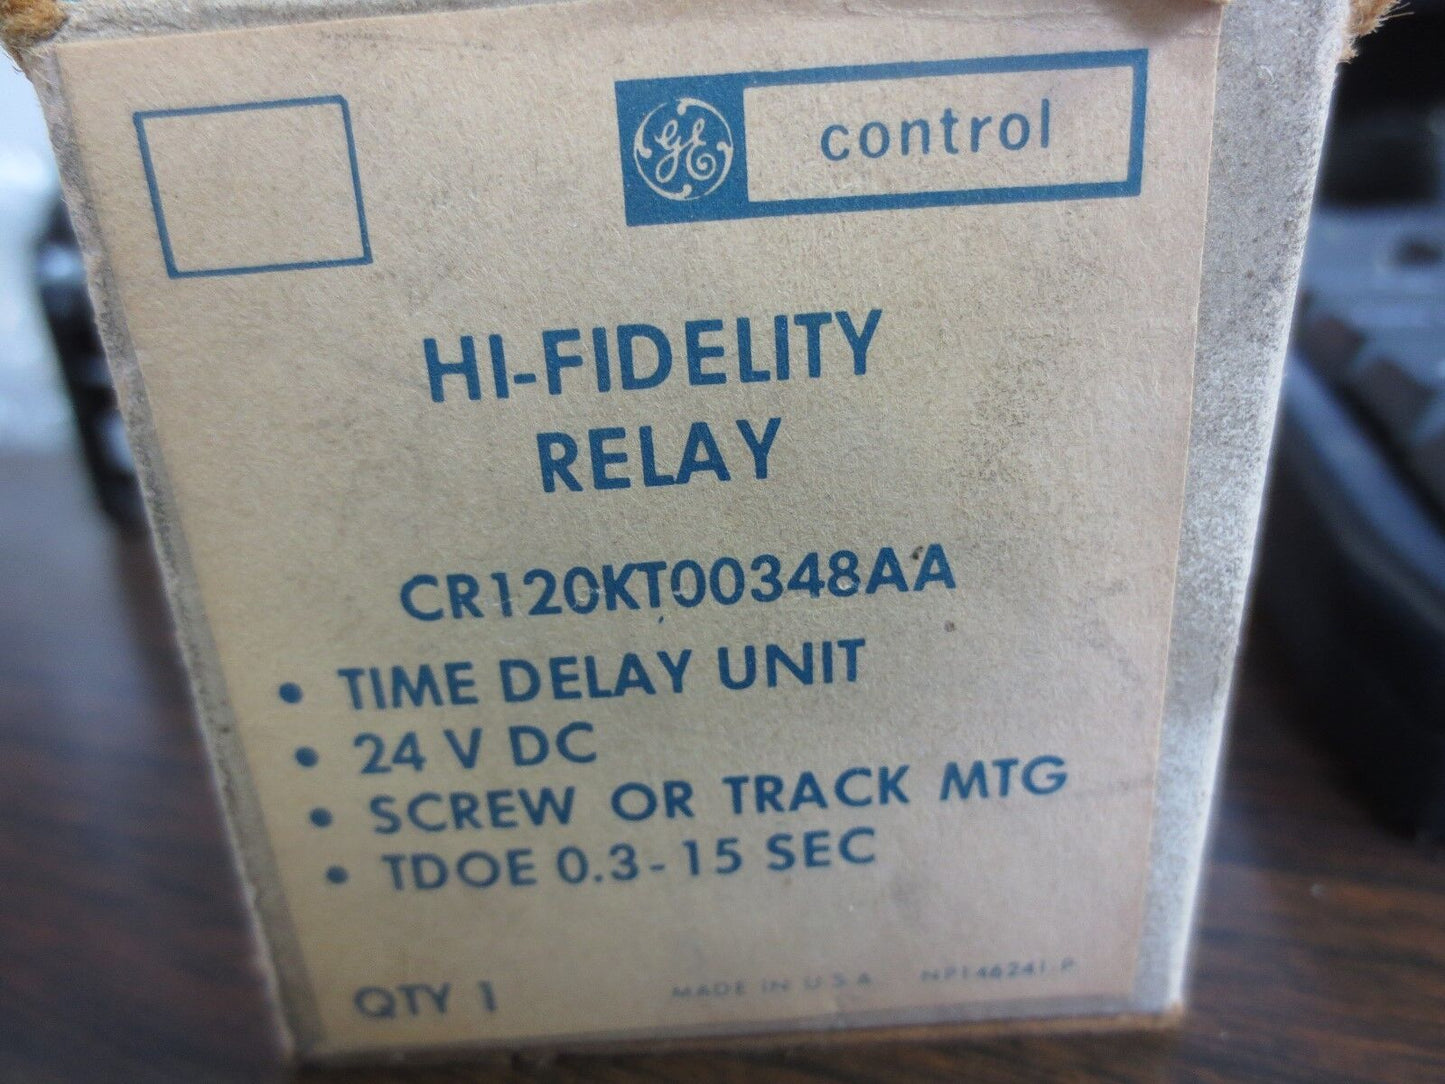 GE control
HI-FIDELITY
RELAY
CR120KT00348AA
• TIME DELAY UNIT
• 24 V DC
• SCREW OR TRACK MTG
• TDOE 0.3-15 SEC
QTY 1 MADE IN U.S.A. NP146241-P